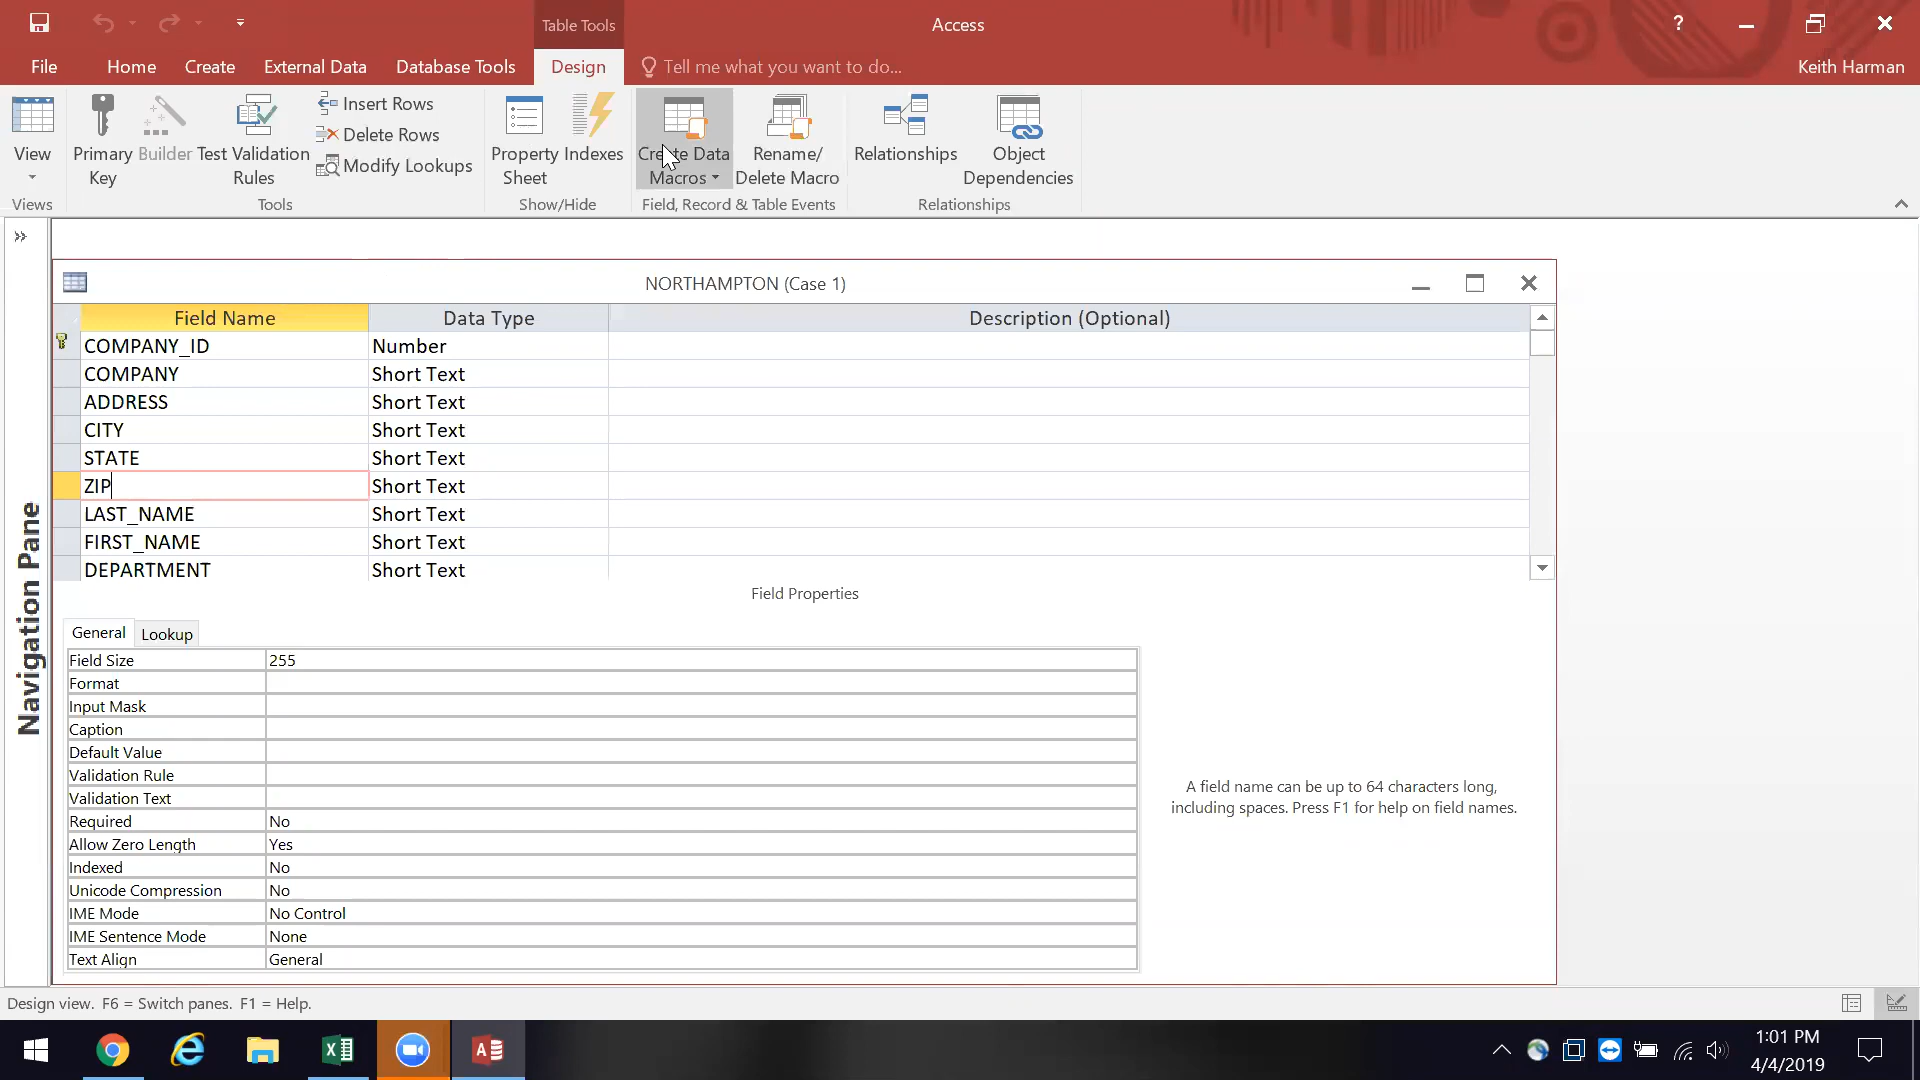 Table Tools
Access
?
File
Home
Create
External Data
Database Tools
Design
Tell me what you want to do...
Keith Harman
View
Primary Key
Builder
Test Validation Rules
Insert Rows
Delete Rows
Modify Lookups
Property Sheet
Indexes
Create Data Macros
Rename/ Delete Macro
Relationships
Object Dependencies
Views
Tools
Show/Hide
Field, Record & Table Events
Relationships
Navigation Pane
NORTHAMPTON (Case 1)
Field Name Data Type Description (Optional)
COMPANY_ID Number
COMPANY Short Text
ADDRESS Short Text
CITY Short Text
STATE Short Text
ZIP Short Text
LAST_NAME Short Text
FIRST_NAME Short Text
DEPARTMENT Short Text
Field Properties
General Lookup
Field Size 255
Format
Input Mask
Caption
Default Value
Validation Rule
Validation Text
Required No
Allow Zero Length Yes
Indexed No
Unicode Compression No
IME Mode No Control
IME Sentence Mode None
Text Align General
A field name can be up to 64 characters long,
including spaces. Press F1 for help on field names.
Design view. F6 = Switch panes. F1 = Help.
1:01 PM
4/4/2019